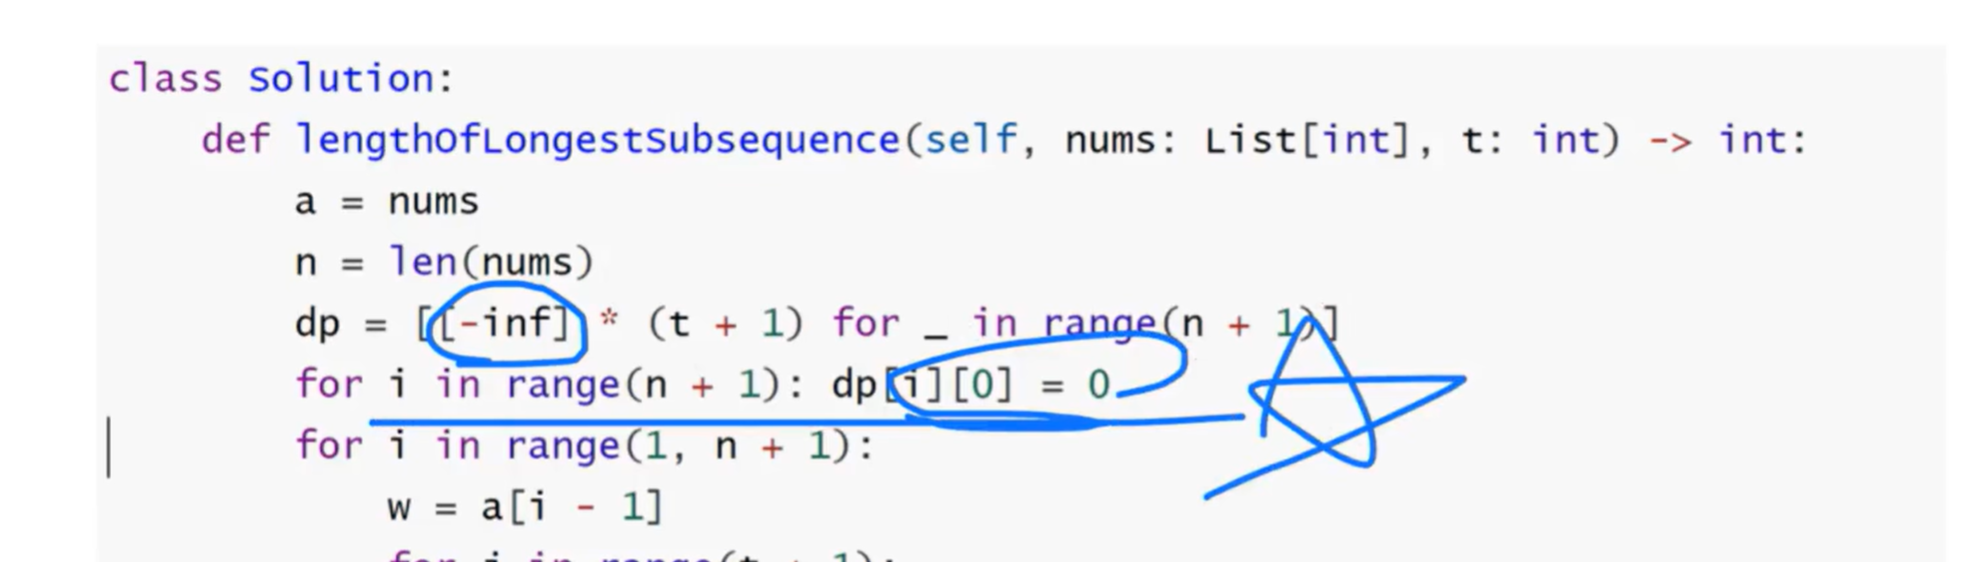 class Solution:
def lengthOfLongestSubsequence(self, nums: List[int], t: int) -> int:
a = nums
n = len(nums)
dp = [[-inf] * (t + 1) for _ in range(n + 1)]
for i in range(n + 1): dp[i][0] = 0
for i in range(1, n + 1):
w = a[i - 1]